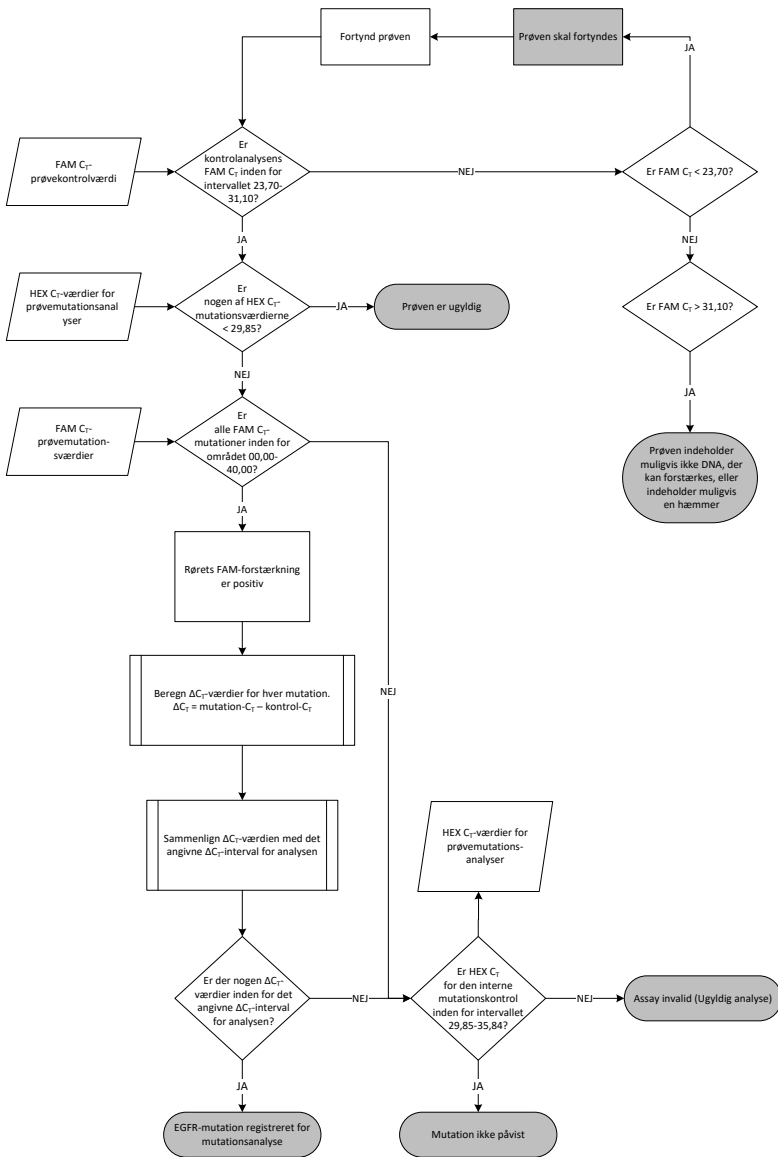 Fortynd prøven
Prøven skal fortyndes
JA
FAM CT-
prøvekontrolværdi
Er
kontrolanalysens
FAM CT inden for
intervallet 23,70-
31,10?
NEJ
Er FAM CT < 23,70?
JA
NEJ
HEX CT-værdier for
prøvemutationsanal
yser
Er
nogen af HEX CT-
mutationsværdierne
< 29,85?
JA
Prøven er ugyldig
Er FAM CT > 31,10?
NEJ
JA
FAM CT-
prøvemutation-
sværdier
Er
alle FAM CT-
mutationer inden for
området 00,00-
40,00?
Prøven indeholder
muligvis ikke DNA, der
kan forstærkes, eller
indeholder muligvis
en hæmmer
JA
Rørets FAM-forstærkning
er positiv
NEJ
Beregn ΔCT-værdier for hver mutation.
ΔCT = mutation-CT – kontrol-CT
Sammenlign ΔCT-værdien med det
angivne ΔCT-interval for analysen
HEX CT-værdier for
prøvemutations-
analyser
Er der nogen ΔCT-
værdier inden for det
angivne ΔCT-interval
for analysen?
NEJ
Er HEX CT
for den interne
mutationskontrol
inden for intervallet
29,85-35,84?
NEJ
Assay invalid (Ugyldig analyse)
JA
JA
EGFR-mutation registreret for
mutationsanalyse
Mutation ikke påvist